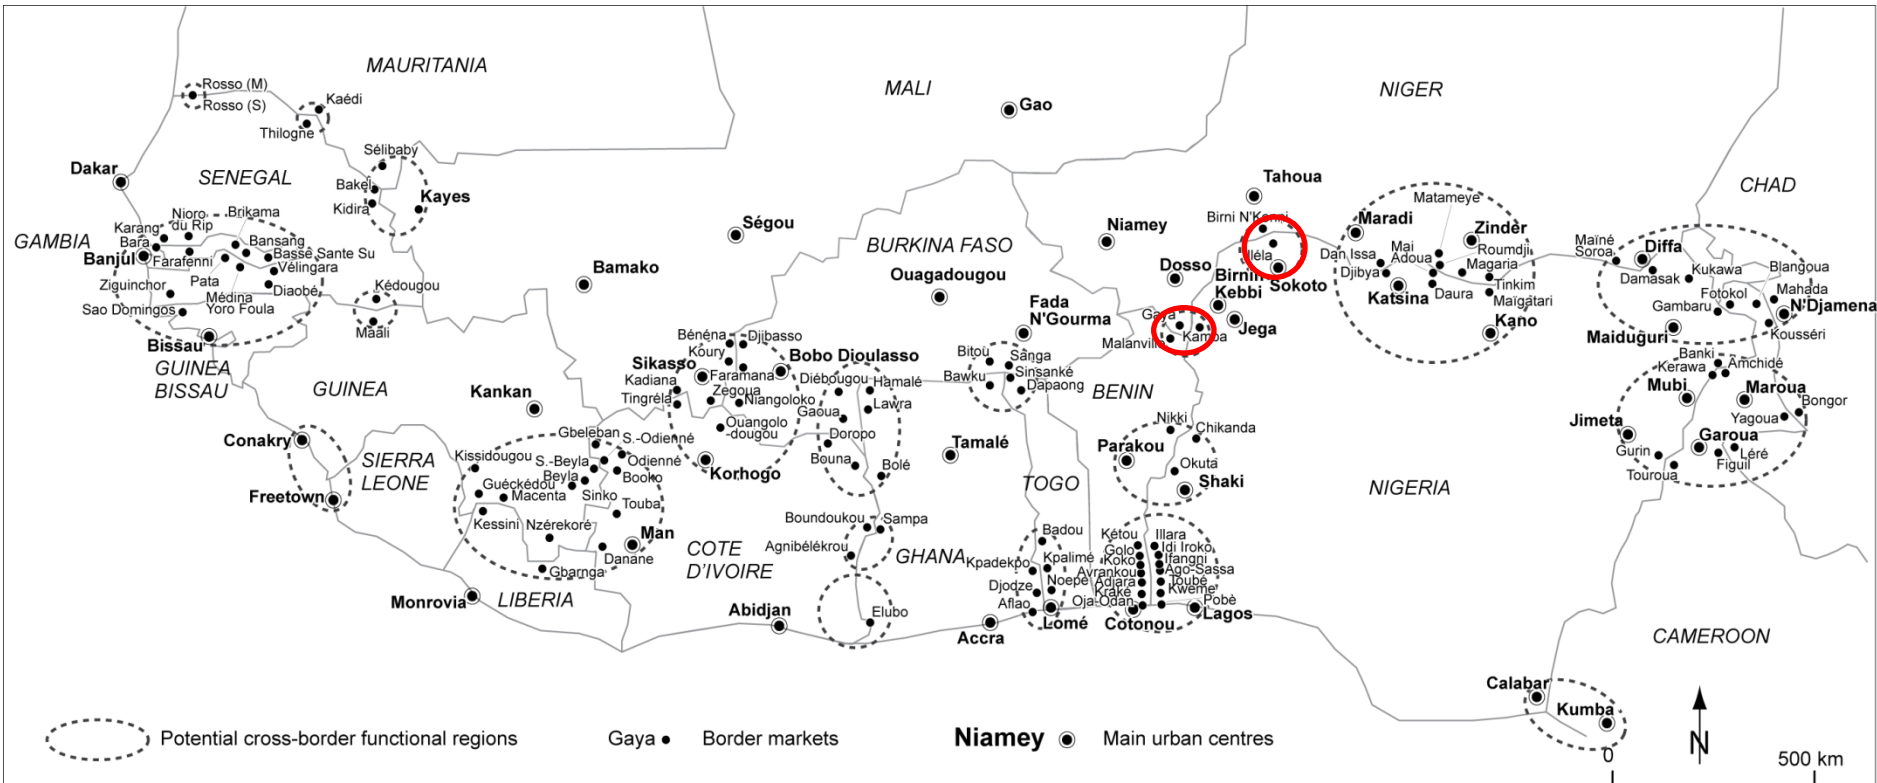 MAURITANIA
MALI
NIGER
CHAD
SENEGAL
GAMBIA
BURKINA FASO
GUINEA
BISSAU
GUINEA
SIERRA
LEONE
LIBERIA
COTE
D'IVOIRE
GHANA
TOGO
BENIN
NIGERIA
CAMEROON
Rosso (M)
Rosso (S)
Kaédi
Thilogne
Sélibaby
Bakel
Kidira
Kayes
Dakar
Karang
Nioro
du Rip
Brikama
Bara
Banjul
Farafenni
Bansang
Bassé Sante Su
Vélingara
Pata
Ziguinchor
Médina
Yoro Foula
Diaobé
Sao Domingos
Bissau
Kédougou
Maali
Gao
Ségou
Bamako
Ouagadougou
Niamey
Tahoua
Birni N'Konni
Illéla
Sokoto
Dosso
Birnin
Kebbi
Jega
Gaya
Kamba
Malanville
Fada
N'Gourma
Maradi
Matameye
Zinder
Dan Issa
Mai
Adoua
Roumdji
Djibya
Magaria
Katsina
Daura
Tinkim
Maïgatari
Kano
Maïné
Soroa
Diffa
Damasak
Kukawa
Blangoua
Mahada
Fotokol
Gambaru
N'Djamena
Kousséri
Maiduguri
Banki
Kerawa
Amchidé
Mubi
Maroua
Bongor
Yagoua
Jimeta
Garoua
Gurin
Léré
Figuil
Touroua
Bénéna
Djibasso
Koury
Sikasso
Bobo Dioulasso
Faramana
Kadiana
Tingréla
Zégoua
Niangoloko
Ouangolo
-dougou
Korhogo
Diébougou
Hamalé
Gaoua
Lawra
Doropo
Bouna
Bolé
Bitou
Sânga
Bawku
Sinsanké
Dapaong
Tamalé
Nikki
Chikanda
Parakou
Okuta
Shaki
Kankan
Gbeleban
S.-Odienné
Kissidougou
S.-Beyla
Odienné
Beyla
Booko
Guéckédou
Macenta
Sinko
Touba
Kessini
Nzérekoré
Man
Danané
Gbarnga
Conakry
Freetown
Monrovia
Boundoukou
Sampa
Agnibélékrou
Elubo
Abidjan
Accra
Badou
Kpadekpo
Kpalimé
Djodze
Noepé
Aflao
Lomé
Kétou
Illara
Golo
Idi Iroko
Koko
Ifangni
Avrankou
Ago-Sassa
Adjara
Toubé
Kraké
Kweme
Oja-Odan
Pobè
Cotonou
Lagos
Calabar
Kumba
Potential cross-border functional regions
Gaya
Border markets
Niamey
Main urban centres
N
0
500 km